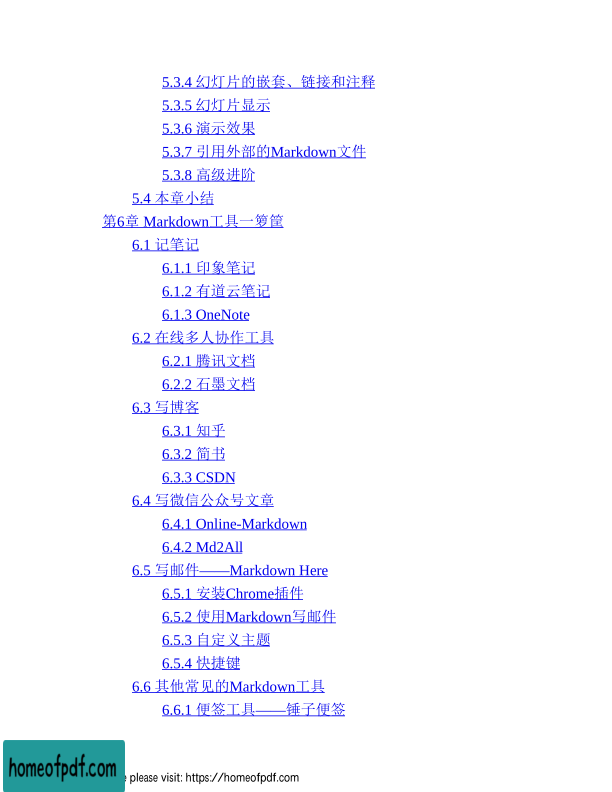 5.3.4 幻灯片的嵌套、链接和注释
5.3.5 幻灯片显示
5.3.6 演示效果
5.3.7 引用外部的Markdown文件
5.3.8 高级进阶
5.4 本章小结
第6章 Markdown工具一箩筐
6.1 记笔记
6.1.1 印象笔记
6.1.2 有道云笔记
6.1.3 OneNote
6.2 在线多人协作工具
6.2.1 腾讯文档
6.2.2 石墨文档
6.3 写博客
6.3.1 知乎
6.3.2 简书
6.3.3 CSDN
6.4 写微信公众号文章
6.4.1 Online-Markdown
6.4.2 Md2All
6.5 写邮件——Markdown Here
6.5.1 安装Chrome插件
6.5.2 使用Markdown写邮件
6.5.3 自定义主题
6.5.4 快捷键
6.6 其他常见的Markdown工具
6.6.1 便签工具——锤子便签
homeofpdf.com
please visit: https://homeofpdf.com